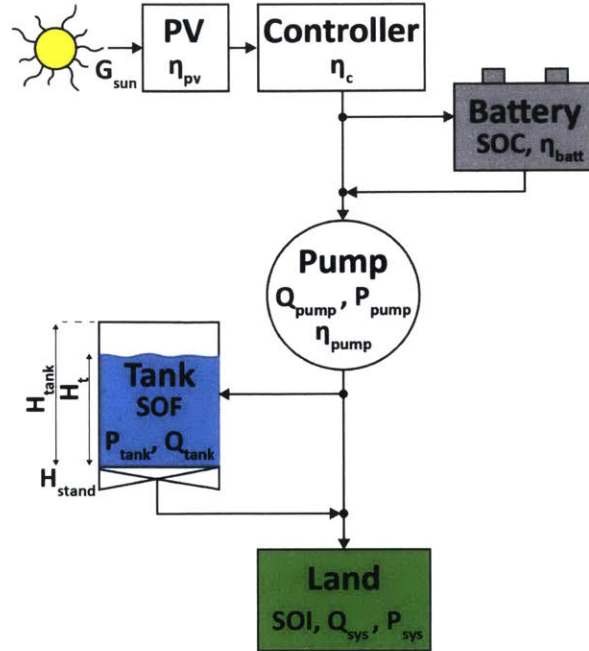 PV
η_pv
Controller
η_c
G_sun
Battery
SOC, η_batt
Pump
Q_pump, P_pump
η_pump
H_tank
H_t
Tank
SOF
P_tank, Q_tank
H_stand
Land
SOI, Q_sys, P_sys